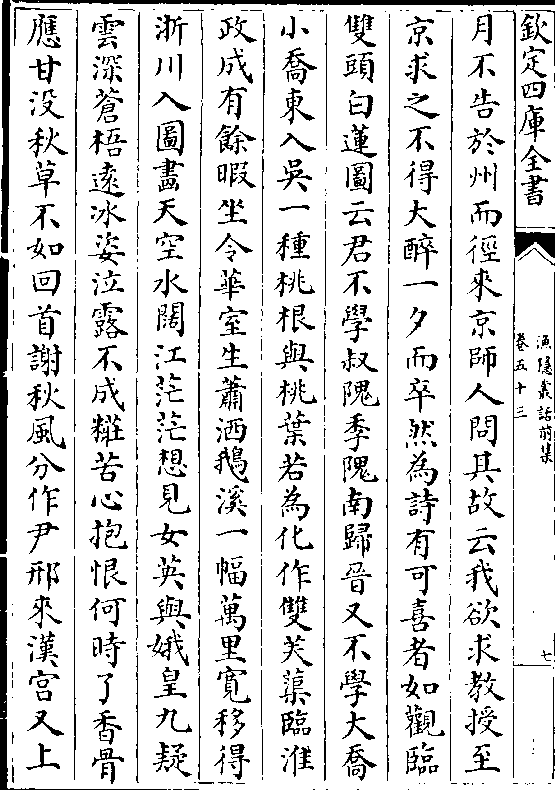 欽定四庫全書
漁隱叢話前集
卷五十三
七
月不告於州而徑來京師人問其故云我欲求教授至
京求之不得大醉一夕而卒然為詩有可喜者如觀臨
雙頭白蓮圖云君不學叔隗季隗南歸晉又不學大喬
小喬東入吳一種桃根與桃葉若為化作雙芙蕖臨淮
政成有餘暇坐令華室生蕭洒鵝溪一幅萬里寬移得
浙川入圖畫天空水闊江茫茫想見女英與娥皇九疑
雲深蒼梧遠冰姿泣露不成糚苦心抱恨何時了香骨
應甘没秋草不如回首謝秋風分作尹邢來漢宫又上